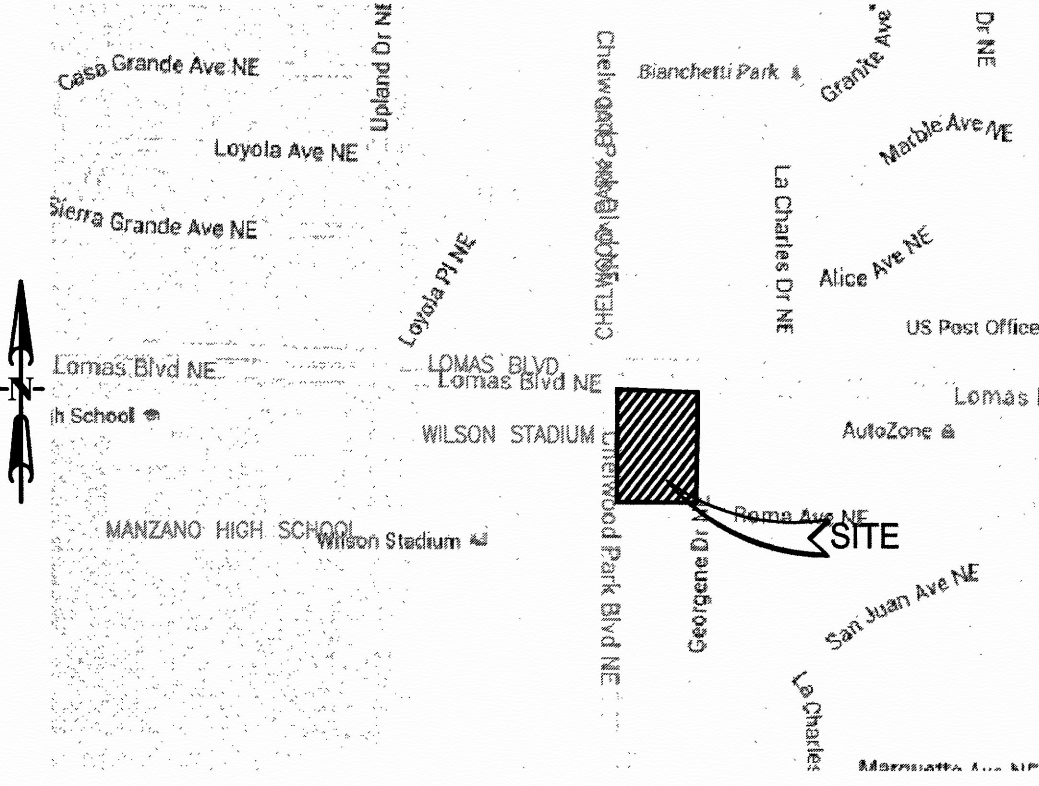 Upland Dr NE
Dr NE
Granite Ave
Casa Grande Ave NE
Bianchetti Park
Marble Ave NE
Loyola Ave NE
La Charles Dr NE
Sierra Grande Ave NE
Loyola Pl NE
Alice Ave NE
US Post Office
Lomas Blvd NE
LOMAS BLVD
Lomas Blvd NE
N
Lomas
h School
WILSON STADIUM
AutoZone
MANZANO HIGH SCHOOL
Wilson Stadium
Chelwood Park Blvd NE
Georgene Dr
Roma Ave NE
SITE
San Juan Ave NE
La Charles
Marquette Ave NE